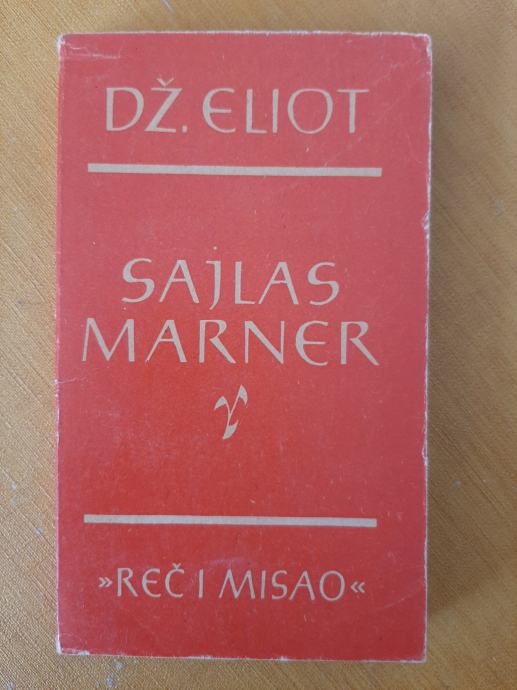 DŽ. ELIOT
SAJLAS
MARNER
»REČ I MISAO«